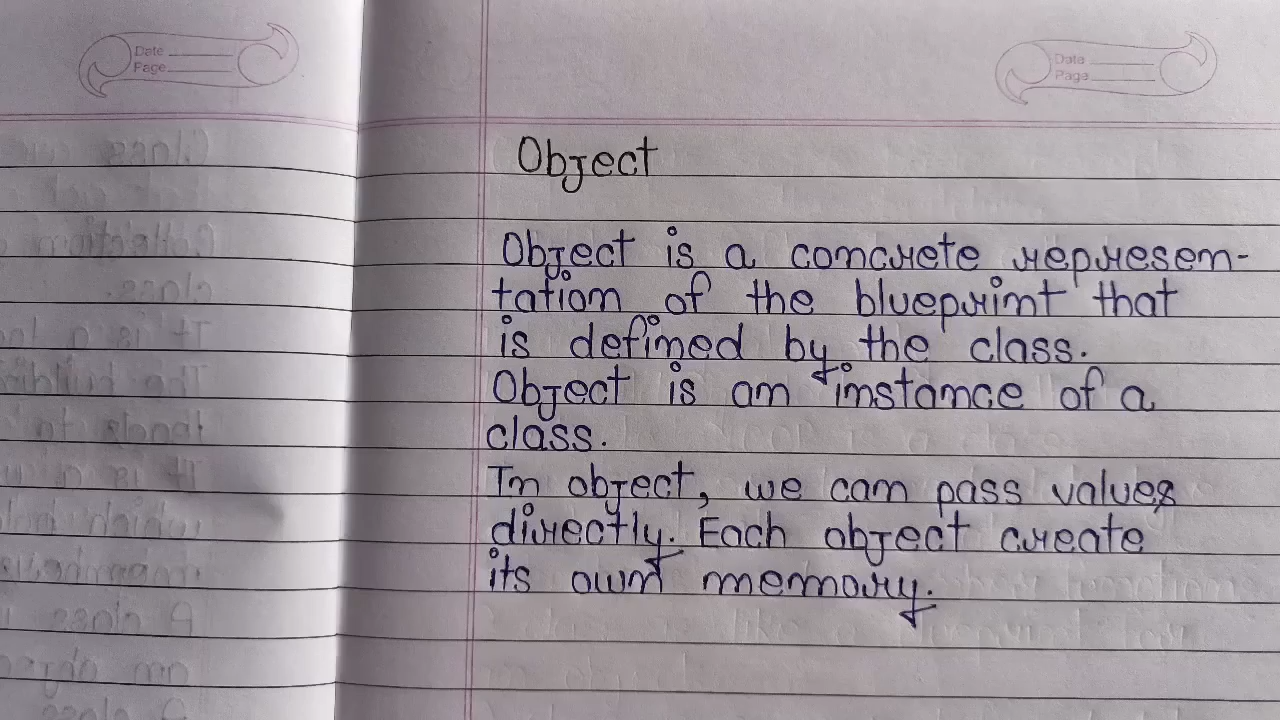 Date
Page
Date
Page
Object
Object is a concrete represen-
tation of the blueprint that
is defined by the class.
Object is an instance of a
class.
In object, we can pass values
directly. Each object create
its own memory.